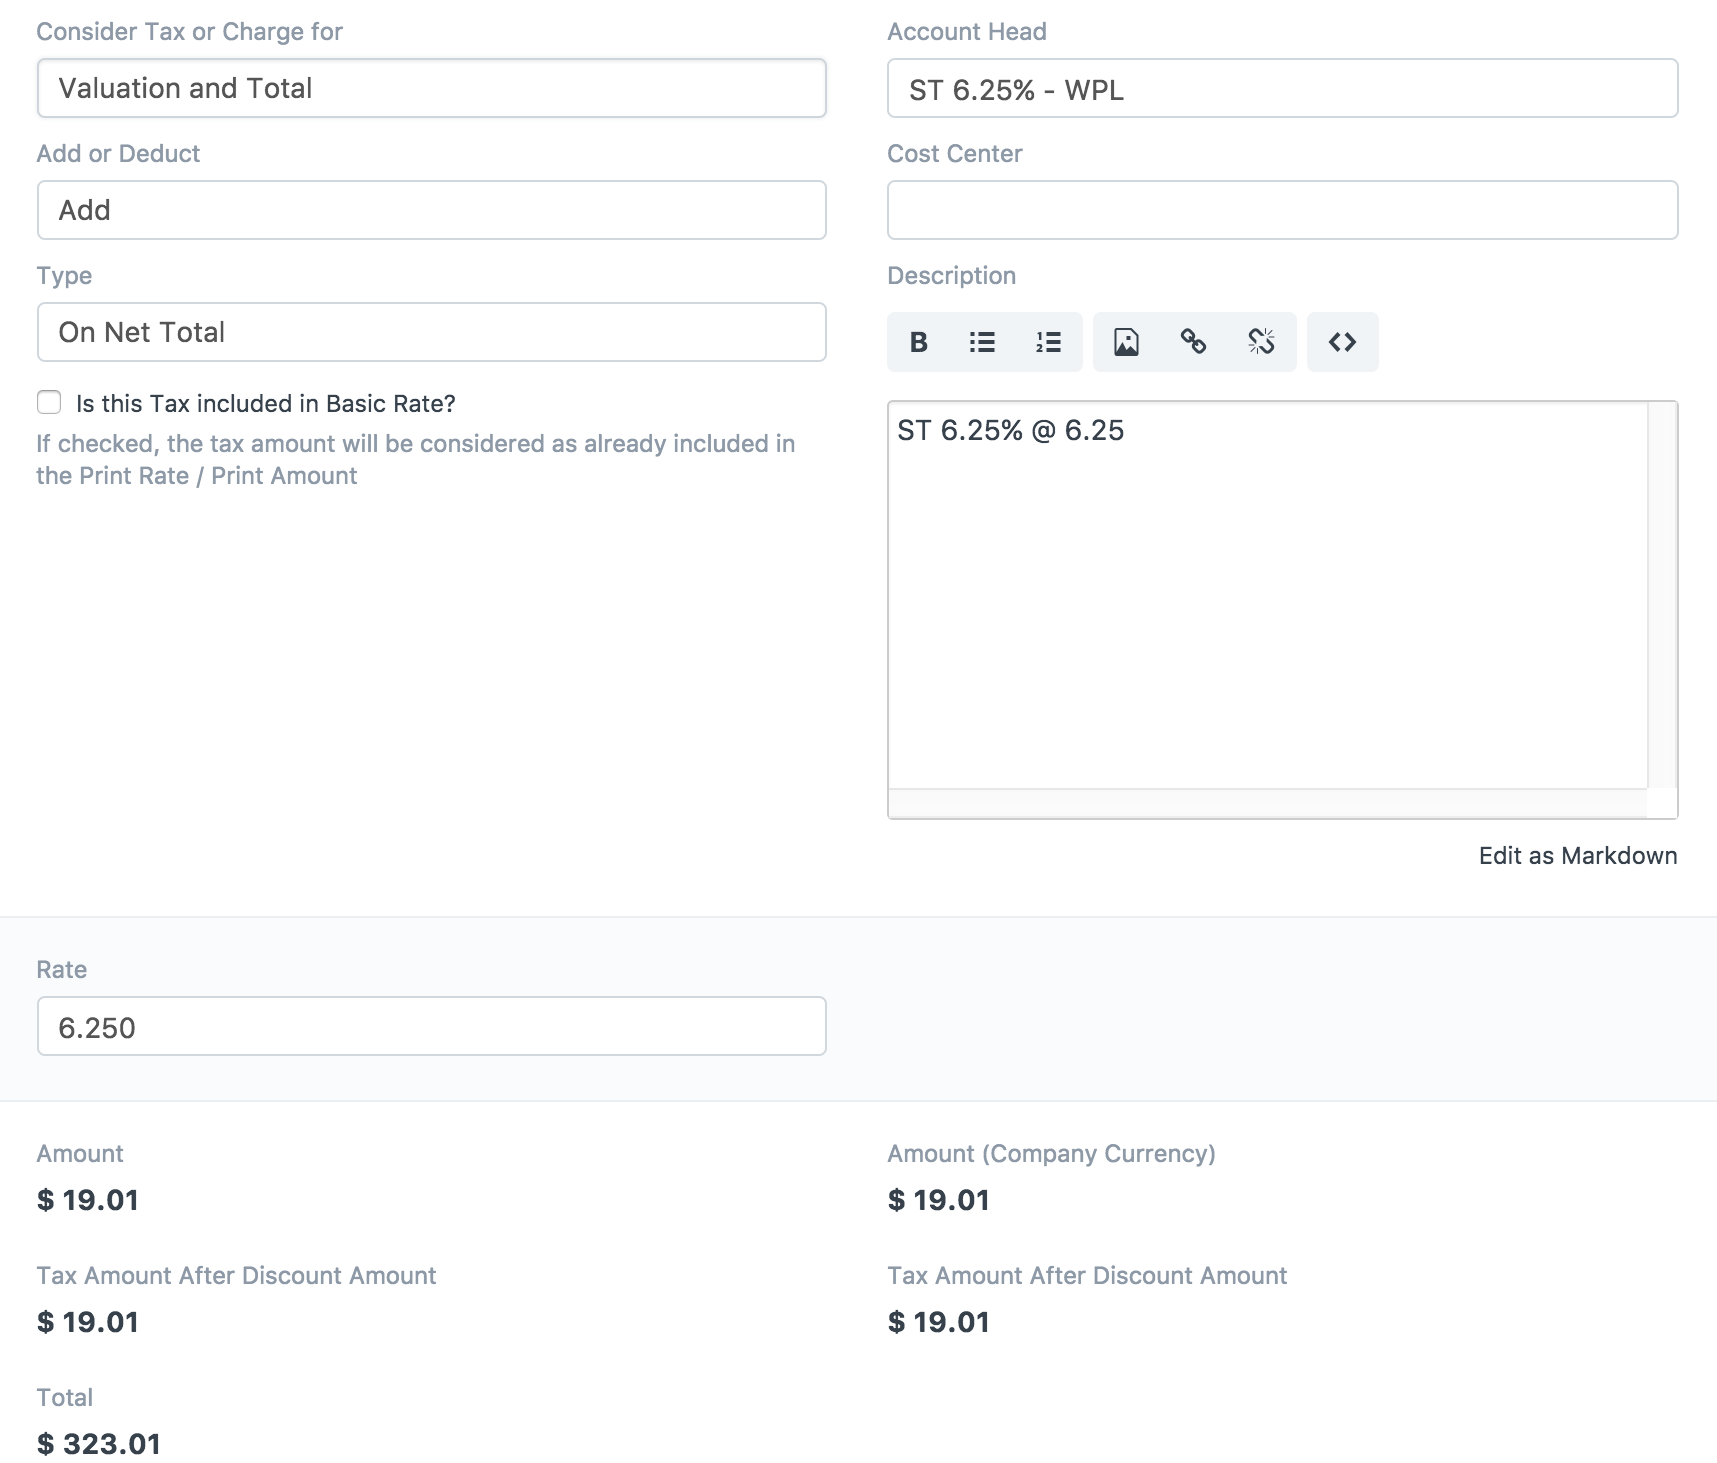 Consider Tax or Charge for
Valuation and Total
Add or Deduct
Add
Type
On Net Total
Is this Tax included in Basic Rate?
If checked, the tax amount will be considered as already included in
the Print Rate / Print Amount
Account Head
ST 6.25% - WPL
Cost Center
Description
B
ST 6.25% @ 6.25
Edit as Markdown
Rate
6.250
Amount
$ 19.01
Amount (Company Currency)
$ 19.01
Tax Amount After Discount Amount
$ 19.01
Tax Amount After Discount Amount
$ 19.01
Total
$ 323.01